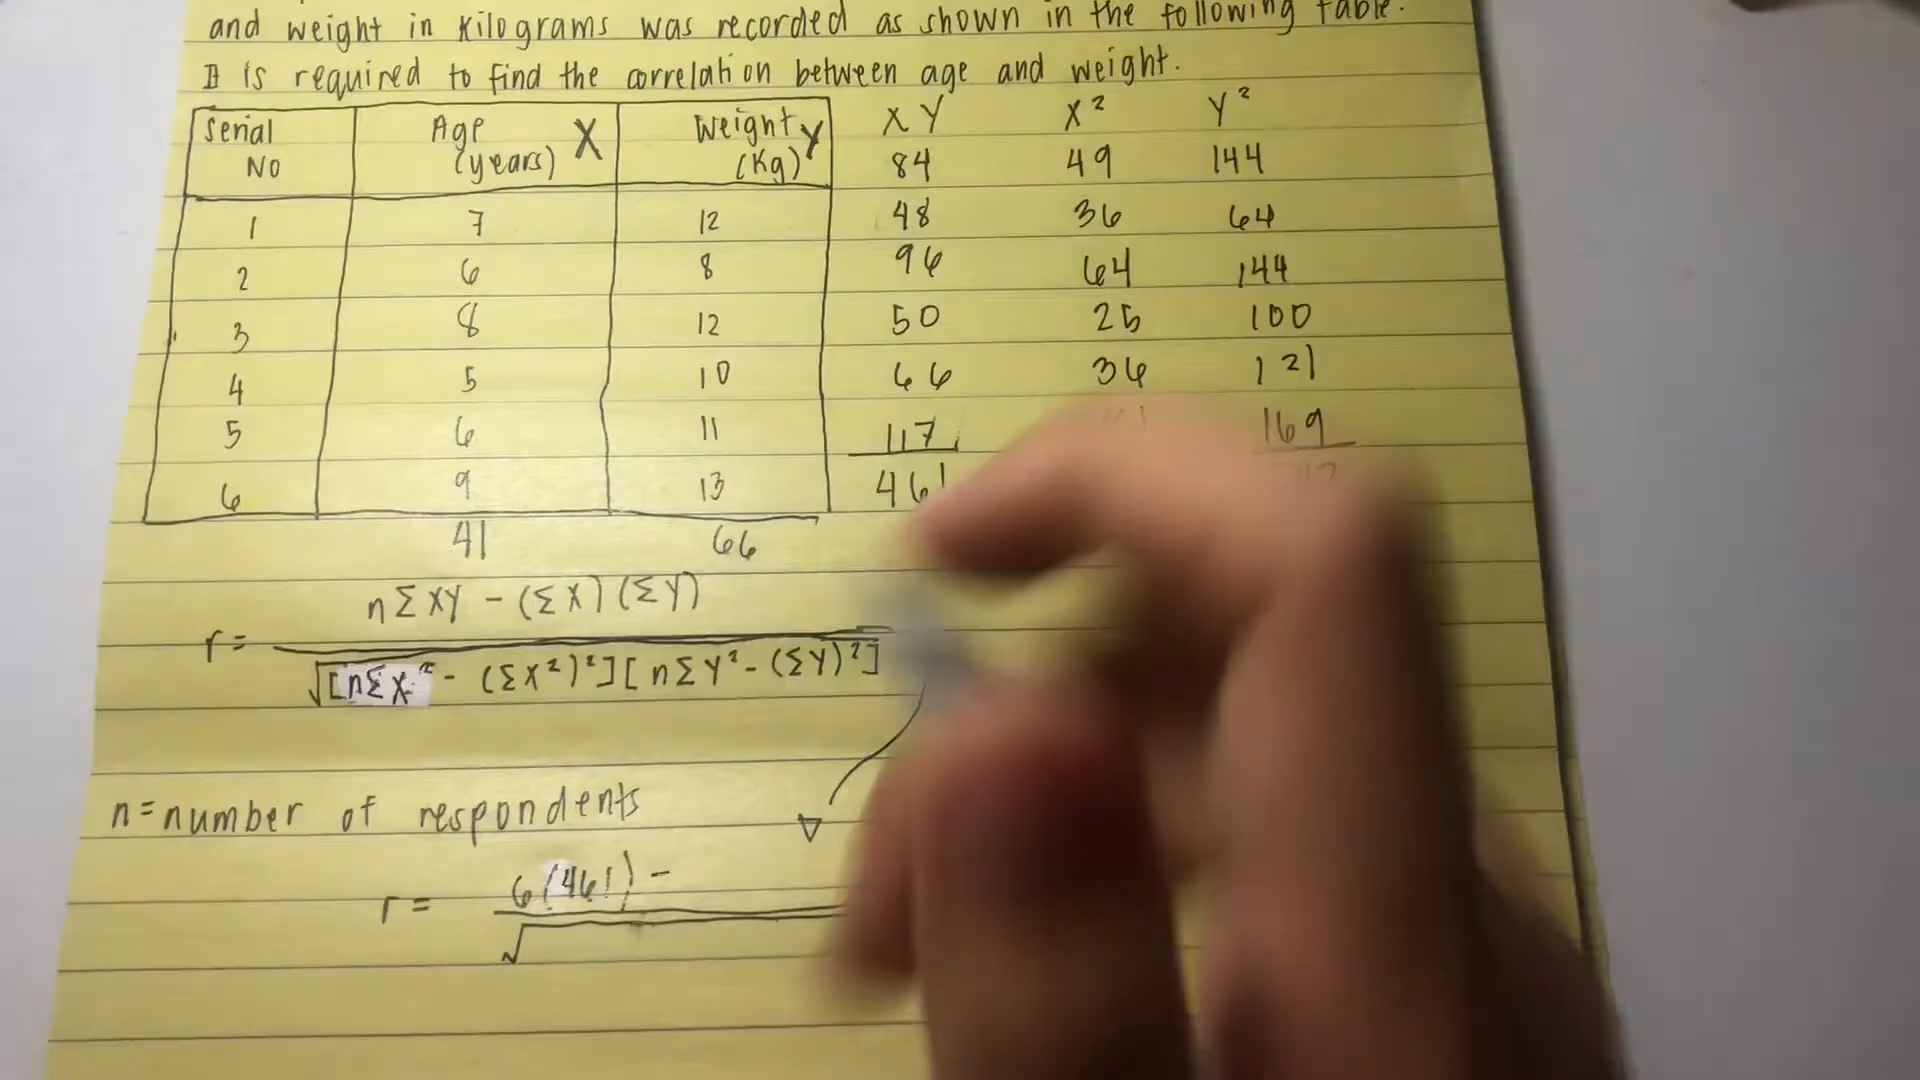 and weight in kilograms was recorded as shown in the following table.
It is required to find the correlation between age and weight.
Serial NO Age (years) X Weight (Kg) Y XY X² Y²
84 49 144
1 7 12 48 36 64
2 6 8 96 64 144
3 8 12 50 25 100
4 5 10 66 36 121
5 6 11 117 169
6 9 13 461
41 66
r = n Σ XY - (Σ X) (Σ Y)
√[nΣX² - (ΣX²)²][nΣY² - (ΣY)²]
n = number of respondents
r = 6(461) -
√